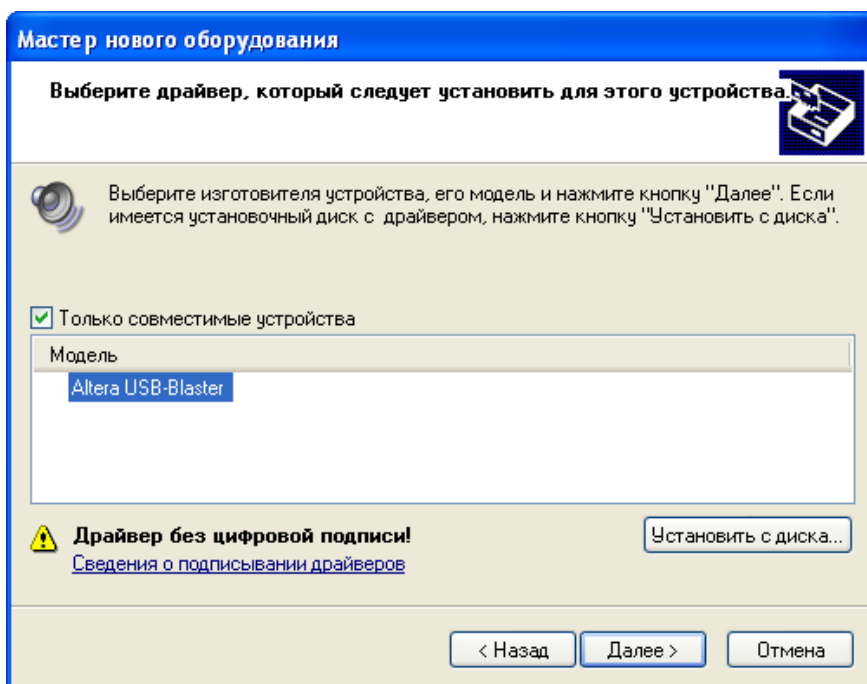 Мастер нового оборудования
Выберите драйвер, который следует установить для этого устройства.
Выберите изготовителя устройства, его модель и нажмите кнопку "Далее". Если
имеется установочный диск с драйвером, нажмите кнопку "Установить с диска".
Только совместимые устройства
Модель
Altera USB-Blaster
Драйвер без цифровой подписи!
Установить с диска...
Сведения о подписывании драйверов
< Назад
Далее >
Отмена